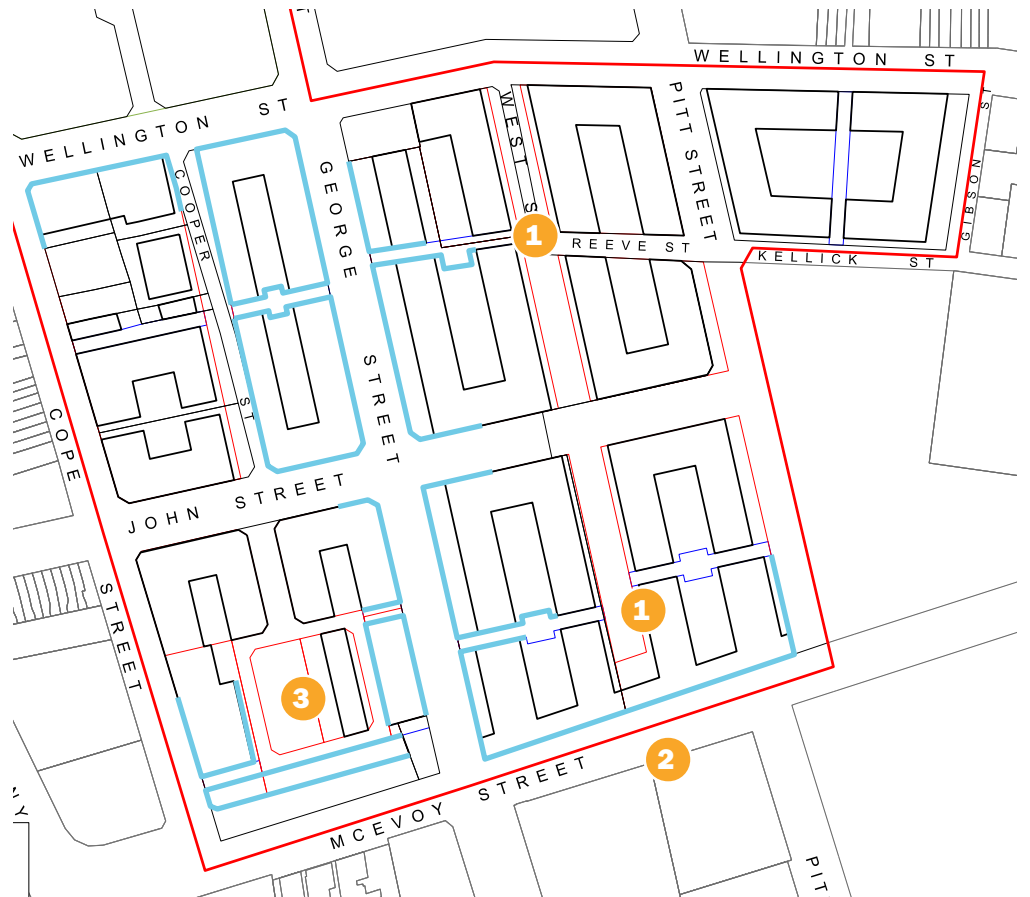 WELLINGTON ST
WELLINGTON ST
WEST S
PITT STREET
GIBSON ST
COOPER
ST
GEORGE
STREET
1
REEVE ST
KELLICK ST
COPE
STREET
JOHN STREET
1
3
2
MCEVOY STREET
NY
PIT